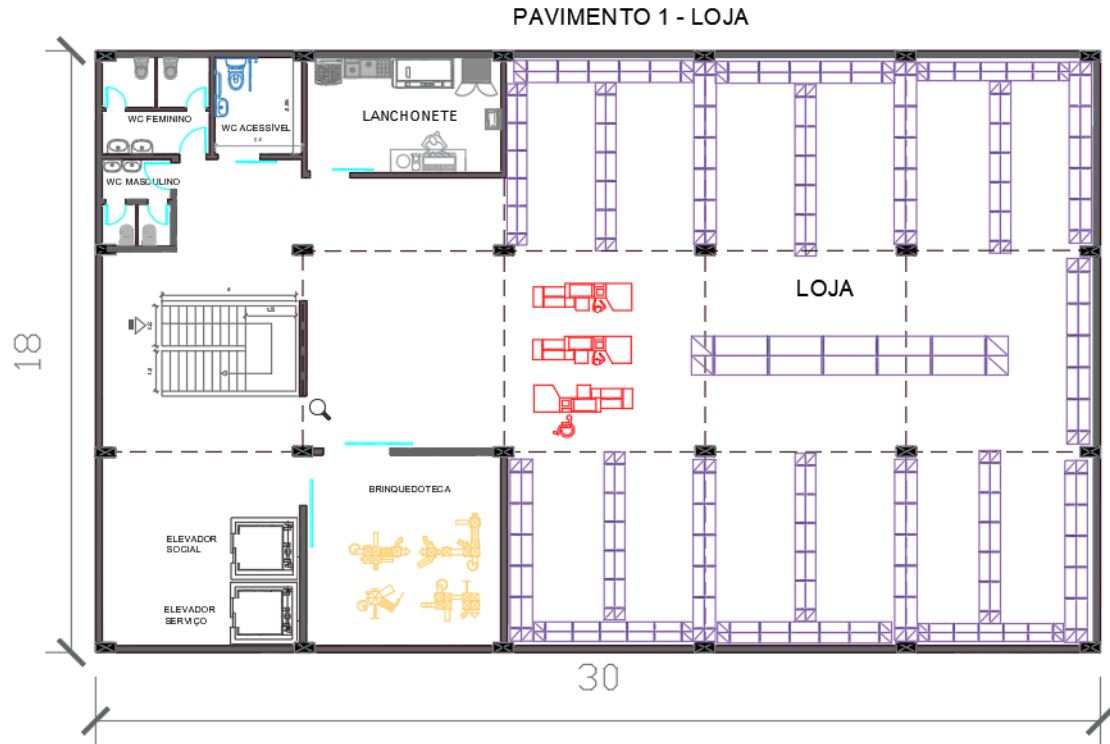 PAVIMENTO 1 - LOJA
WC FEMININO
WC ACESSÍVEL
LANCHONETE
WC MASCULINO
LOJA
18
BRINQUEDOTECA
ELEVADOR
SOCIAL
ELEVADOR
SERVIÇO
30